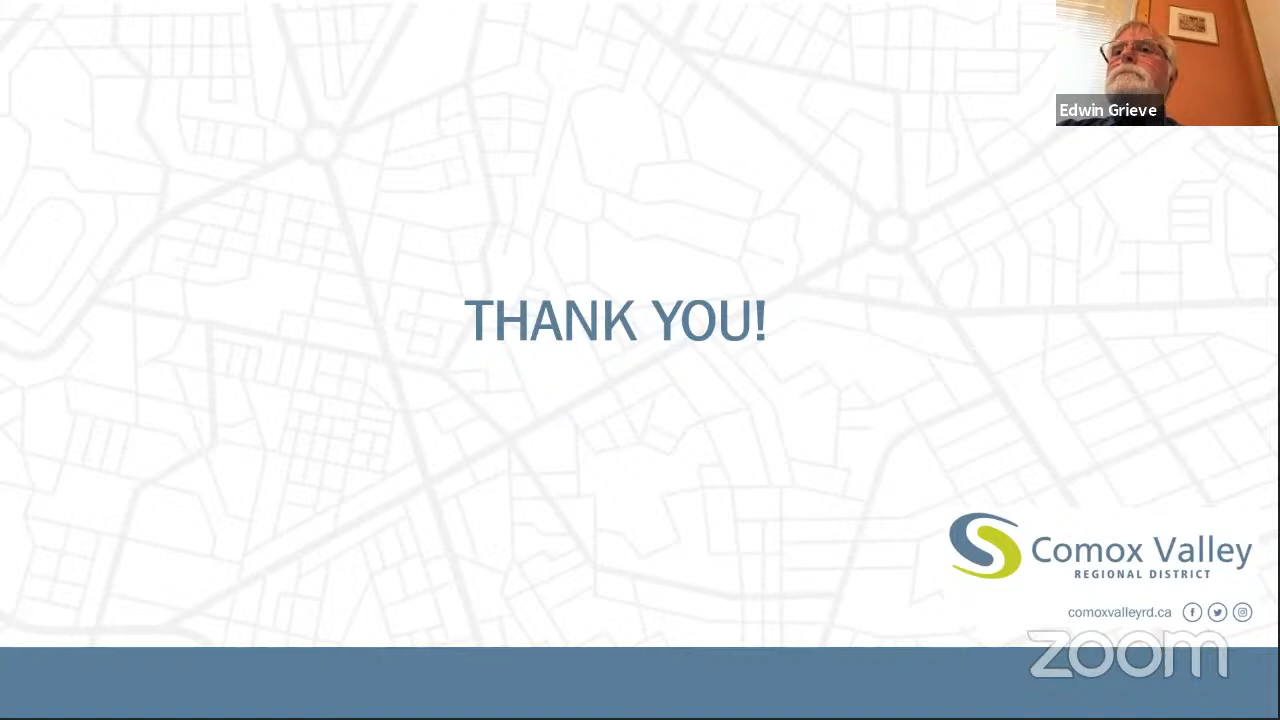 Edwin Grieve
THANK YOU!
Comox Valley
REGIONAL DISTRICT
comoxvalleyrd.ca
zoom